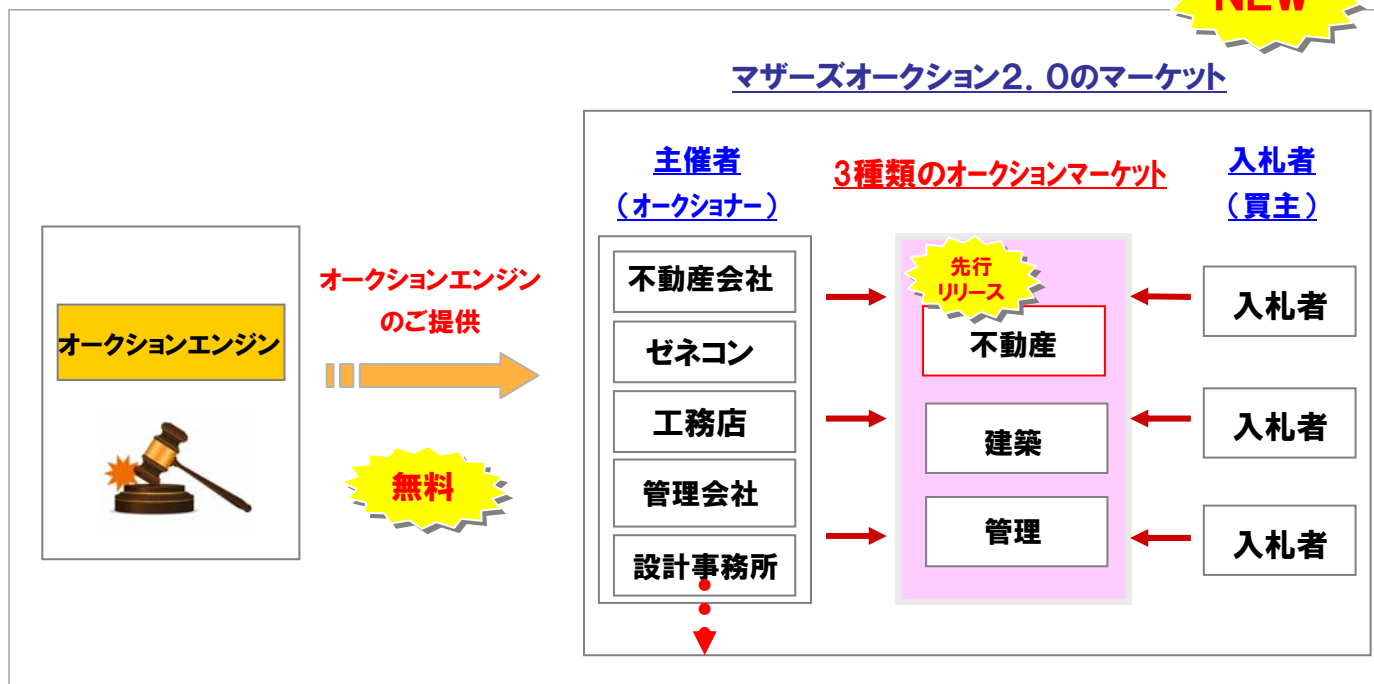 NEW
マザーズオークション2.0のマーケット
主催者
(オークショナー)
3種類のオークションマーケット
入札者
(買主)
オークションエンジン
オークションエンジン
のご提供
無料
不動産会社
ゼネコン
工務店
管理会社
設計事務所
先行
リリース
不動産
建築
管理
入札者
入札者
入札者